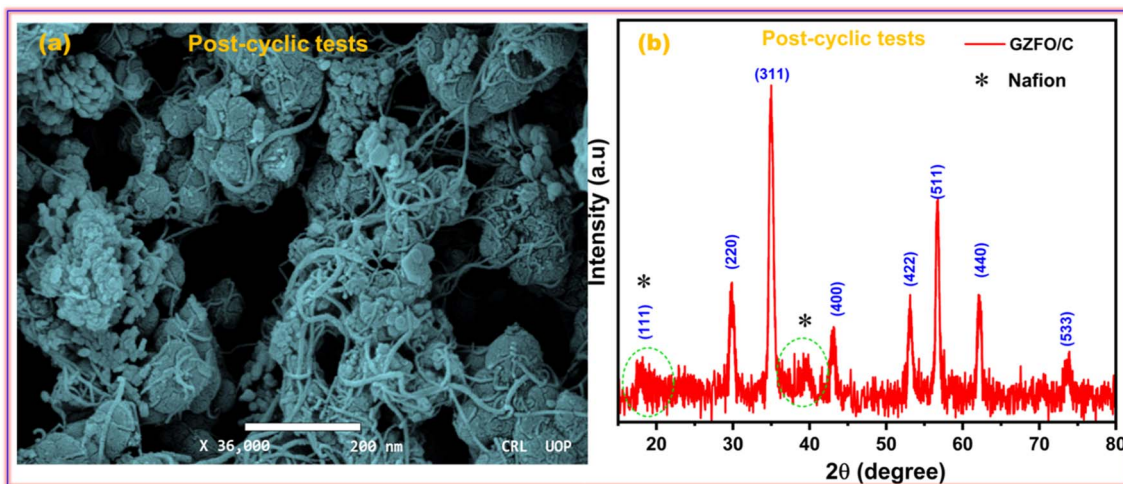 (a)
Post-cyclic tests
X 36,000
200 nm
CRL UOP
(b)
Post-cyclic tests
GZFO/C
* Nafion
Intensity (a.u)
*
(111)
(220)
(311)
*
(400)
(422)
(511)
(440)
(533)
20 30 40 50 60 70 80
2θ (degree)